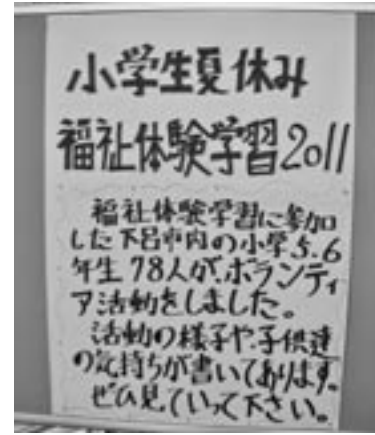 小学生夏休み
福祉体験学習2011
福祉体験学習に参加
した下呂市内の小学5.6
年生78人が、ボランティ
ア活動をしました。
活動の様子や、子供達
の気持ちが書いてあります。
ぜひ見ていって下さい。